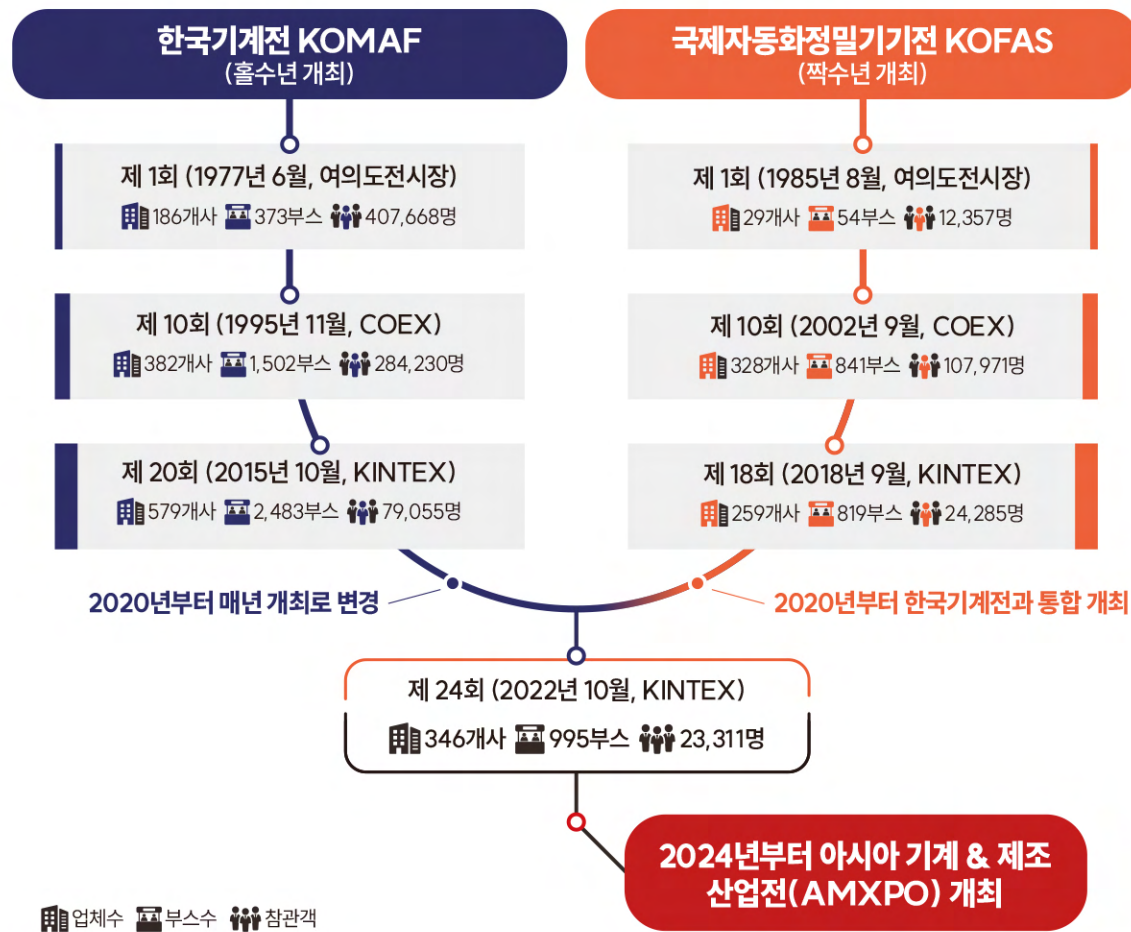 한국기계전 KOMAF
(홀수년 개최)
제 1회 (1977년 6월, 여의도전시장)
186개사 373부스 407,668명
제 10회 (1995년 11월, COEX)
382개사 1,502부스 284,230명
제 20회 (2015년 10월, KINTEX)
579개사 2,483부스 79,055명
2020년부터 매년 개최로 변경
국제자동화정밀기기전 KOFAS
(짝수년 개최)
제 1회 (1985년 8월, 여의도전시장)
29개사 54부스 12,357명
제 10회 (2002년 9월, COEX)
328개사 841부스 107,971명
제 18회 (2018년 9월, KINTEX)
259개사 819부스 24,285명
2020년부터 한국기계전과 통합 개최
제 24회 (2022년 10월, KINTEX)
346개사 995부스 23,311명
2024년부터 아시아 기계 & 제조
산업전(AMXPO) 개최
업체수 부스수 참관객